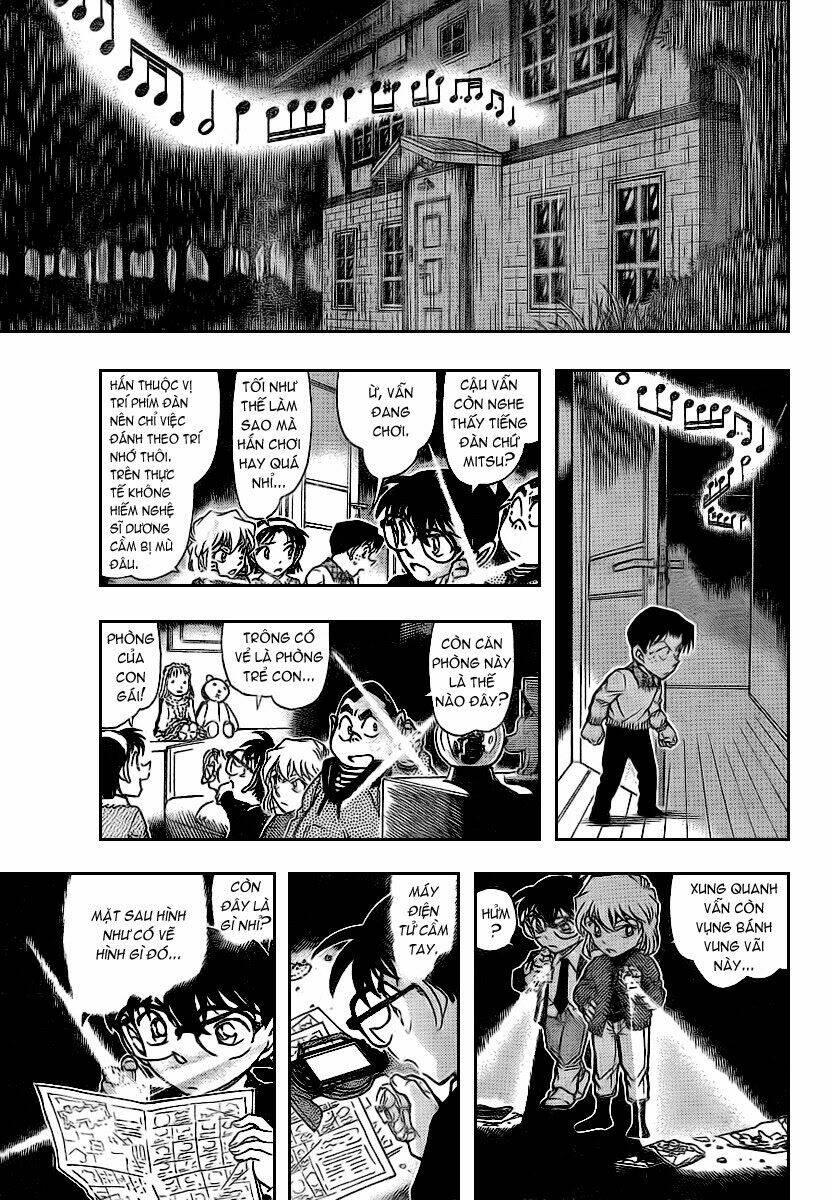 CẬU VẪN
CÒN NGHE
THẤY TIẾNG
ĐÀN CHỨ
MITSU?
Ừ, VẪN
ĐANG
CHƠI.
TỐI NHƯ
THẾ LÀM
SAO MÀ
HẮN CHƠI
HAY QUÁ
NHỈ...
HẮN THUỘC VỊ
TRÍ PHÍM ĐÀN
NÊN CHỈ VIỆC
ĐÁNH THEO TRÍ
NHỚ THÔI.
TRÊN THỰC
TẾ KHÔNG
HIẾM NGHỆ
SĨ DƯƠNG
CẦM BỊ MÙ
ĐÂU.
CÒN CĂN
PHÒNG NÀY
LÀ THẾ
NÀO ĐÂY?
TRÔNG CÓ
VẺ LÀ PHÒNG
TRẺ CON...
PHÒNG
CỦA
CON
GÁI!
XUNG QUANH
VẪN CÒN
VỤNG BÁNH
VUNG VÃI
NÀY...
HỬM
?
MÁY
ĐIỆN
TỬ CẦM
TAY.
CÒN
ĐÂY LÀ
GÌ NHỈ?
MẶT SAU HÌNH
NHƯ CÓ VẼ
HÌNH GÌ ĐÓ...